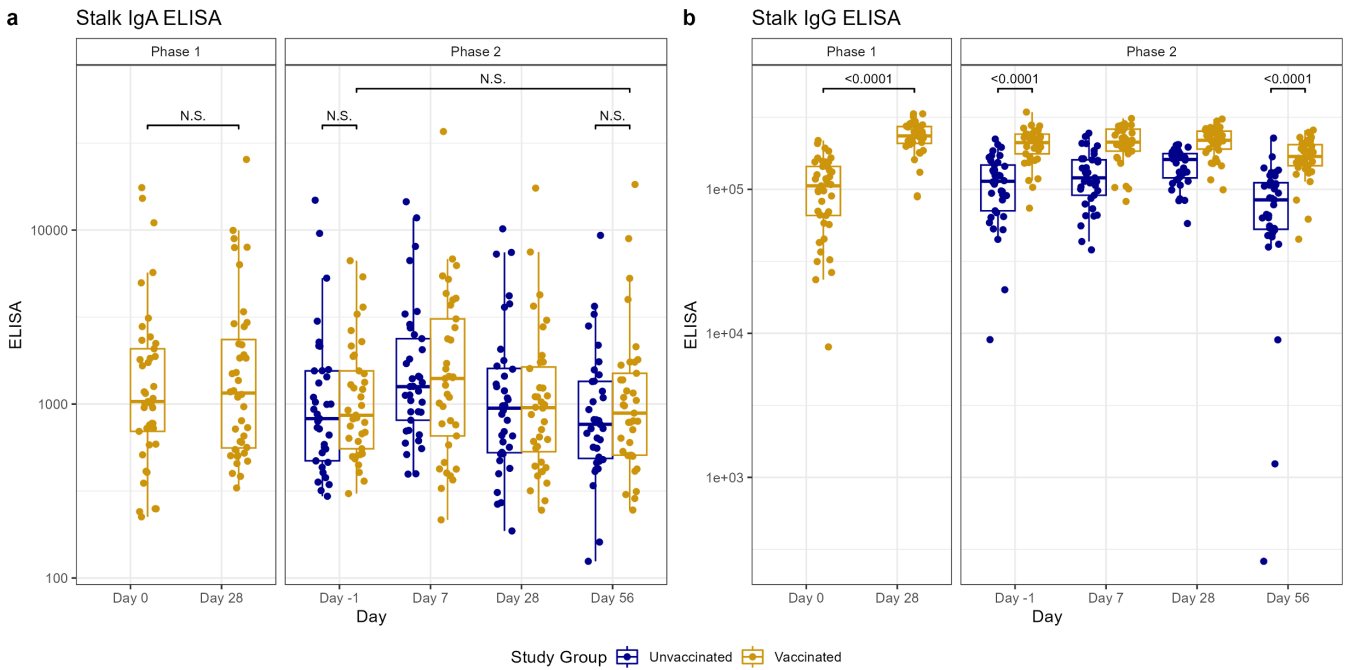 a Stalk IgA ELISA
Phase 1 Phase 2
N.S.
N.S. N.S. N.S.
10000
1000
100
ELISA
Day 0 Day 28 Day -1 Day 7 Day 28 Day 56
Day
b Stalk IgG ELISA
Phase 1 Phase 2
<0.0001 <0.0001 <0.0001
1e+05
1e+04
1e+03
ELISA
Day 0 Day 28 Day -1 Day 7 Day 28 Day 56
Day
Study Group Unvaccinated Vaccinated